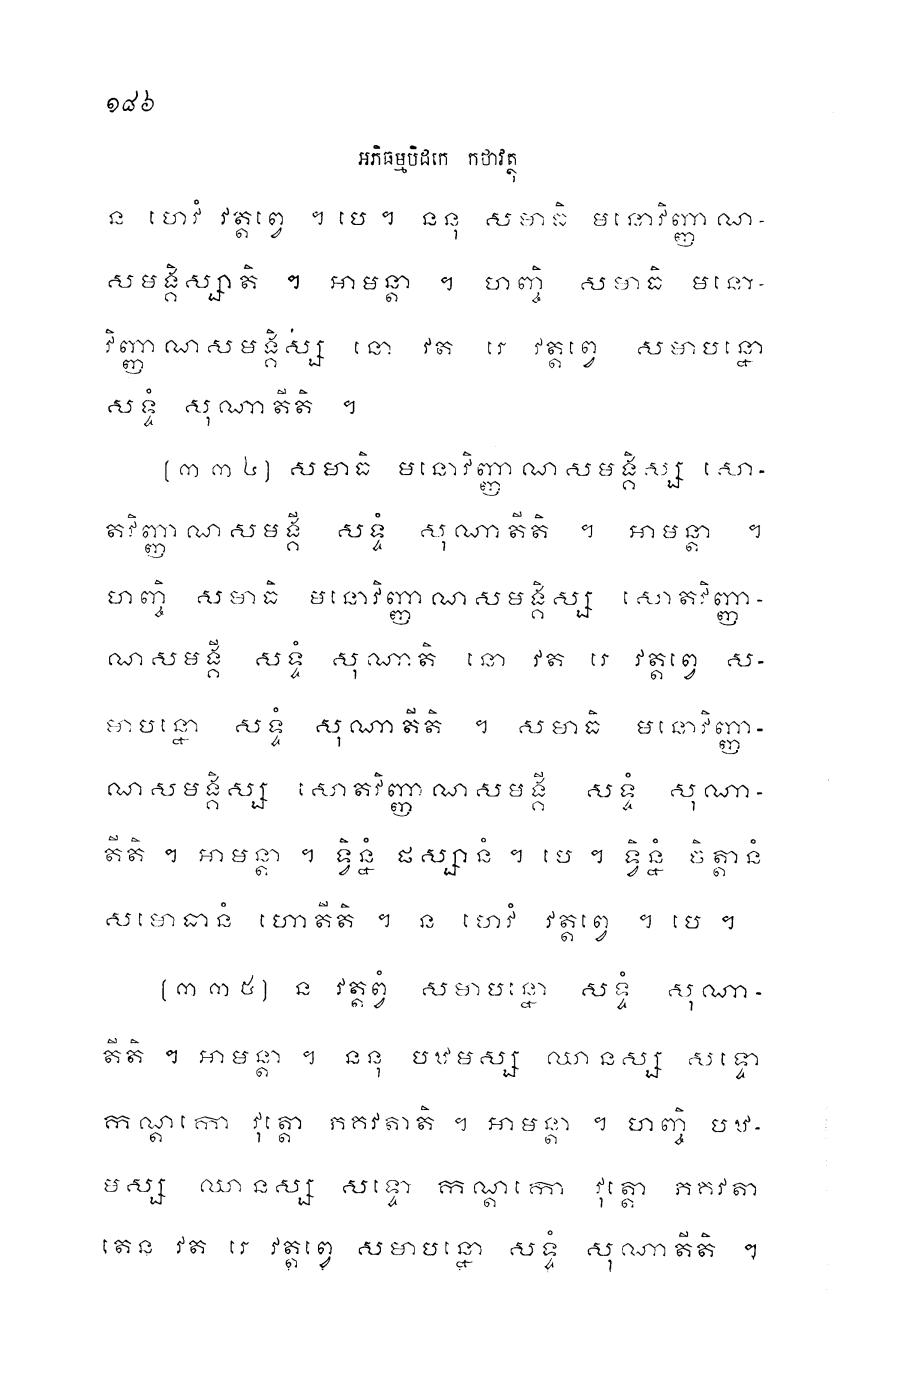 ១៨៦
អភិធម្មបិដកេ កថាវត្ថុ
ន ហេវំ វត្តព្វេ ។ បេ ។ ននុ សមាធិ មនោវិញ្ញាណ-
សមង្គិស្សាតិ ។ អាមន្តា ។ ហញ្ចិ សមាធិ មនោ-
វិញ្ញាណសមង្គិស្ស នោ វត រេ វត្តព្វេ សមាបន្នោ
សទ្ទំ សុណាតីតិ ។
(៣៣៤) សមាធិ មនោវិញ្ញាណសមង្គិស្ស សោ-
តវិញ្ញាណសមង្គី សទ្ទំ សុណាតីតិ ។ អាមន្តា ។
ហញ្ចិ សមាធិ មនោវិញ្ញាណសមង្គិស្ស សោតវិញ្ញា-
ណសមង្គី សទ្ទំ សុណាតិ នោ វត រេ វត្តព្វេ ស-
មាបន្នោ សទ្ទំ សុណាតីតិ ។ សមាធិ មនោវិញ្ញា-
ណសមង្គិស្ស សោតវិញ្ញាណសមង្គី សទ្ទំ សុណា-
តីតិ ។ អាមន្តា ។ ទ្វិន្នំ ផស្សានំ ។ បេ ។ ទ្វិន្នំ ចិត្តានំ
សមោធានំ ហោតីតិ ។ ន ហេវំ វត្តព្វេ ។ បេ ។
(៣៣៥) ន វត្តព្វំ សមាបន្នោ សទ្ទំ សុណា-
តីតិ ។ អាមន្តា ។ ននុ បឋមស្ស ឈានស្ស សទ្ទោ
កណ្តកោ វុត្តោ ភគវតាតិ ។ អាមន្តា ។ ហញ្ចិ បឋ-
មស្ស ឈានស្ស សទ្ទោ កណ្តកោ វុត្តោ ភគវតា
តេន វត រេ វត្តព្វេ សមាបន្នោ សទ្ទំ សុណាតីតិ ។